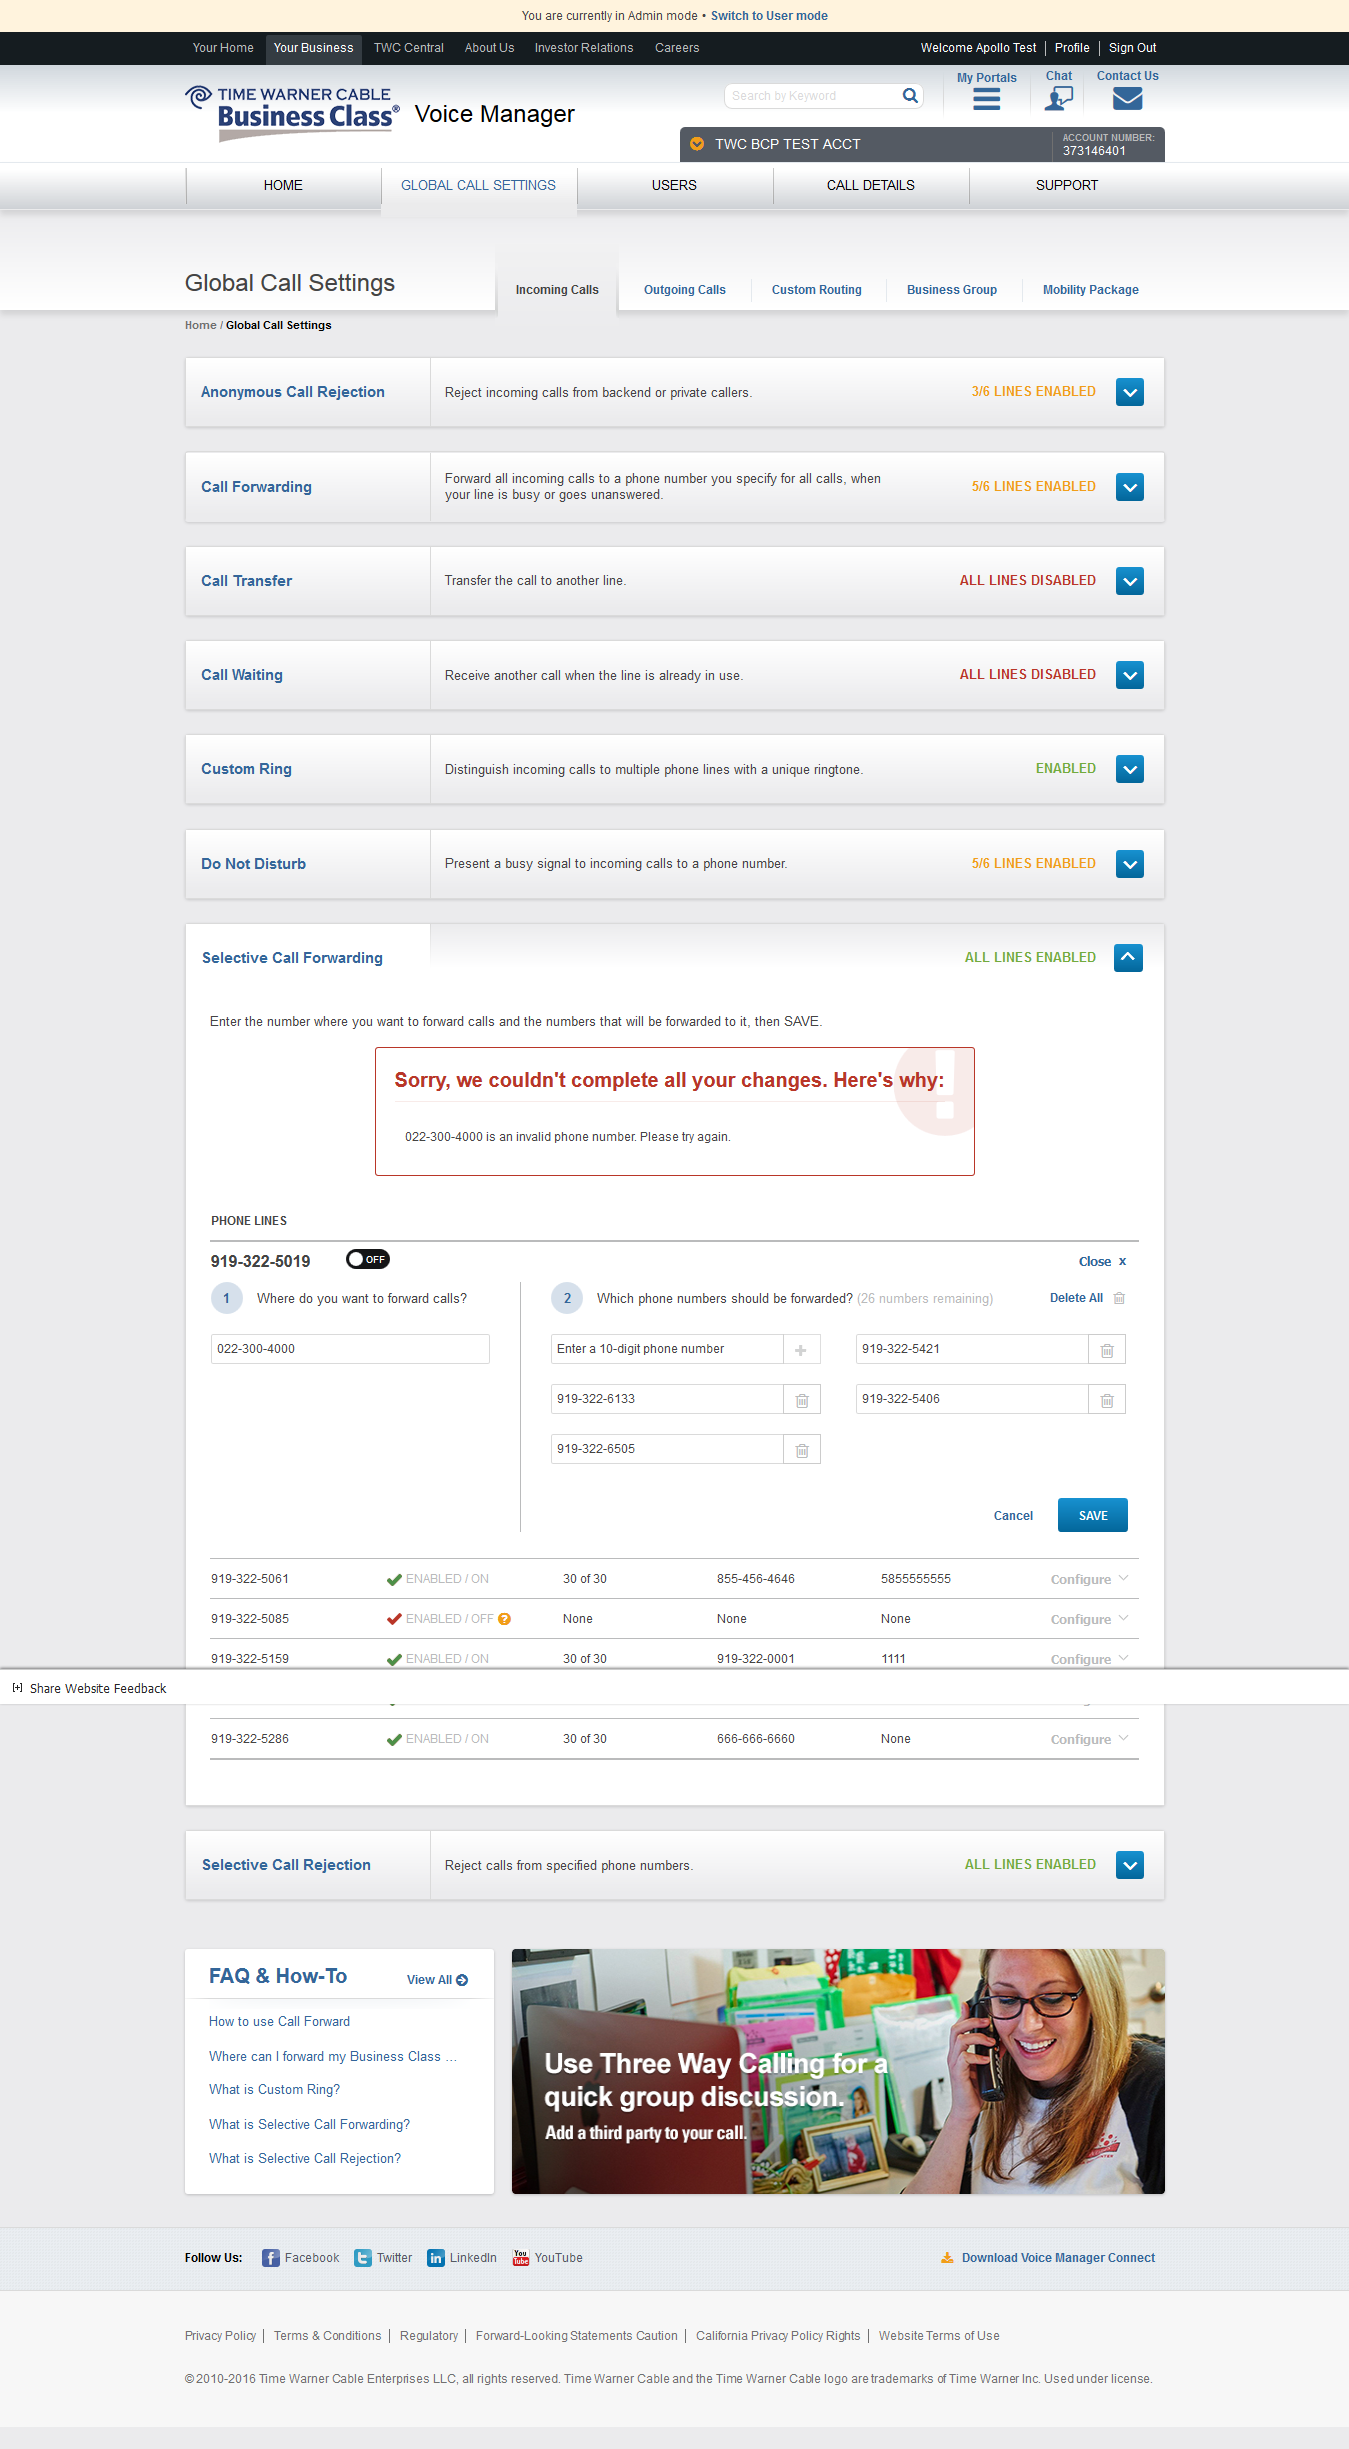 You are currently in Admin mode • Switch to User mode
Your Home Your Business TWC Central About Us Investor Relations Careers Welcome Apollo Test Profile Sign Out
TIME WARNER CABLE
Business Class®
Voice Manager
Search by Keyword
My Portals
Chat
Contact Us
TWC BCP TEST ACCT
ACCOUNT NUMBER:
373146401
HOME GLOBAL CALL SETTINGS USERS CALL DETAILS SUPPORT
Global Call Settings
Incoming Calls Outgoing Calls Custom Routing Business Group Mobility Package
Home / Global Call Settings
Anonymous Call Rejection Reject incoming calls from backend or private callers. 3/6 LINES ENABLED
Call Forwarding
Forward all incoming calls to a phone number you specify for all calls, when
your line is busy or goes unanswered.
5/6 LINES ENABLED
Call Transfer Transfer the call to another line. ALL LINES DISABLED
Call Waiting Receive another call when the line is already in use. ALL LINES DISABLED
Custom Ring Distinguish incoming calls to multiple phone lines with a unique ringtone. ENABLED
Do Not Disturb Present a busy signal to incoming calls to a phone number. 5/6 LINES ENABLED
Selective Call Forwarding ALL LINES ENABLED
Enter the number where you want to forward calls and the numbers that will be forwarded to it, then SAVE.
Sorry, we couldn't complete all your changes. Here's why:
022-300-4000 is an invalid phone number. Please try again.
PHONE LINES
919-322-5019 OFF Close x
1 Where do you want to forward calls?
2 Which phone numbers should be forwarded? (26 numbers remaining) Delete All
022-300-4000
Enter a 10-digit phone number
919-322-5421
919-322-6133
919-322-5406
919-322-6505
Cancel SAVE
919-322-5061 ENABLED / ON 30 of 30 855-456-4646 5855555555 Configure
919-322-5085 ENABLED / OFF ? None None None Configure
919-322-5159 ENABLED / ON 30 of 30 919-322-0001 1111 Configure
[+] Share Website Feedback
919-322-5286 ENABLED / ON 30 of 30 666-666-6660 None Configure
Selective Call Rejection Reject calls from specified phone numbers. ALL LINES ENABLED
FAQ & How-To View All
How to use Call Forward
Where can I forward my Business Class ...
What is Custom Ring?
What is Selective Call Forwarding?
What is Selective Call Rejection?
Use Three Way Calling for a
quick group discussion.
Add a third party to your call.
Follow Us: Facebook Twitter LinkedIn YouTube Download Voice Manager Connect
Privacy Policy Terms & Conditions Regulatory Forward-Looking Statements Caution California Privacy Policy Rights Website Terms of Use
© 2010-2016 Time Warner Cable Enterprises LLC, all rights reserved. Time Warner Cable and the Time Warner Cable logo are trademarks of Time Warner Inc. Used under license.